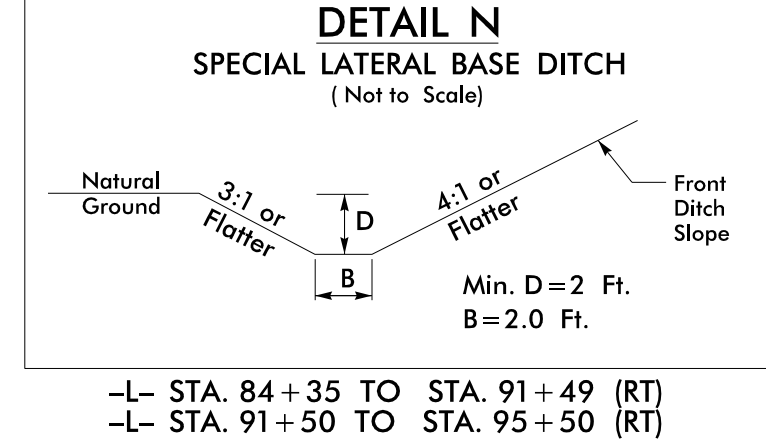 DETAIL N
SPECIAL LATERAL BASE DITCH
( Not to Scale)
Natural
Ground
3:1 or
Flatter
D
B
4:1 or
Flatter
Front
Ditch
Slope
Min. D=2 Ft.
B=2.0 Ft.
-L- STA. 84+35 TO STA. 91+49 (RT)
-L- STA. 91+50 TO STA. 95+50 (RT)